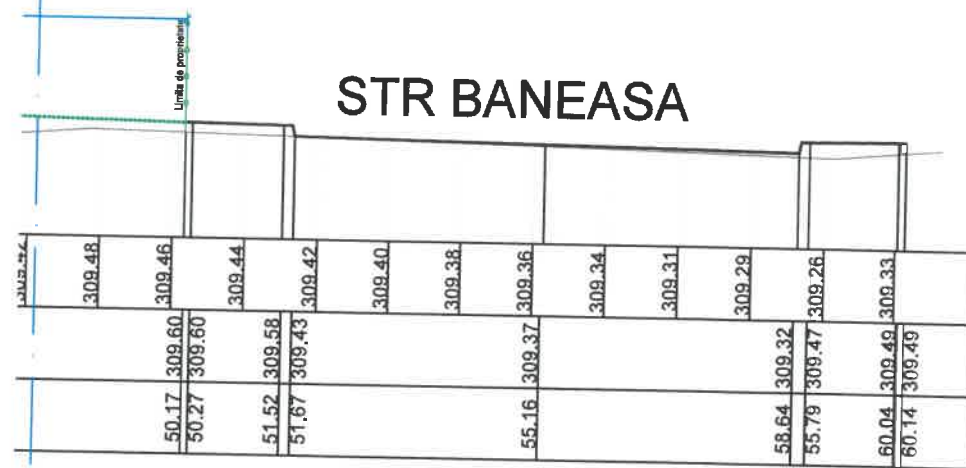 Limita de proprietate
STR BANEASA
309.48 309.46 309.44 309.42 309.40 309.38 309.36 309.34 309.31 309.29 309.26 309.33
309.60 309.60 309.58 309.43 309.37 309.32 309.47 309.49 309.49
50.17 50.27 51.52 51.67 55.16 58.64 55.79 60.04 60.14